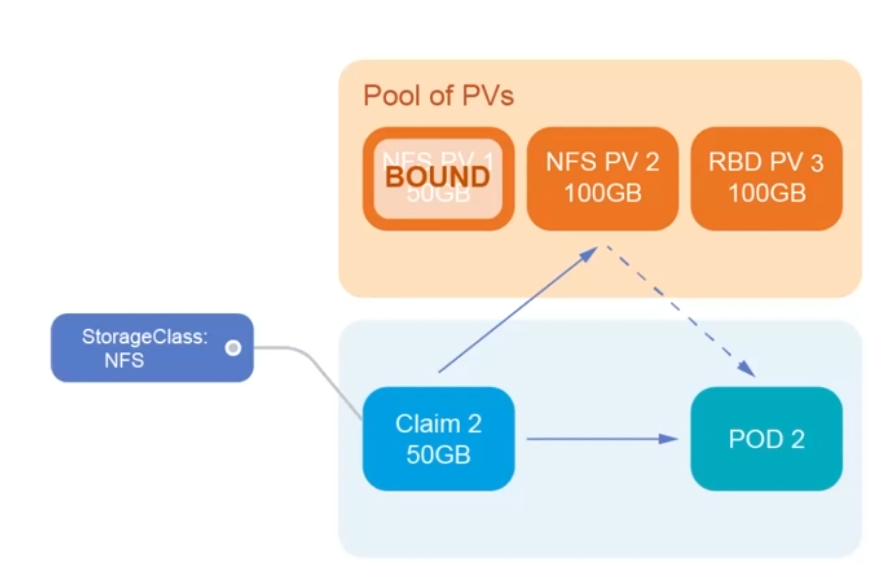 Pool of PVs
NFS PV 1
50GB
BOUND
NFS PV 2
100GB
RBD PV 3
100GB
StorageClass:
NFS
Claim 2
50GB
POD 2